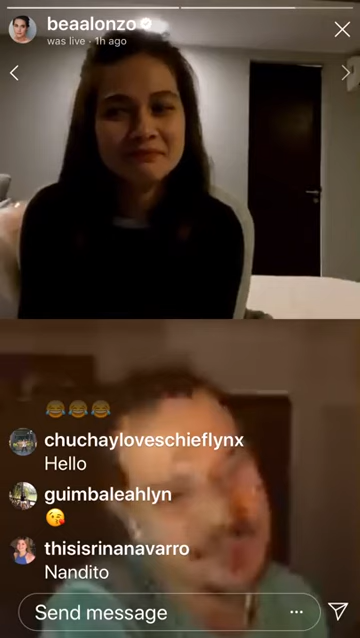 beaalonzo
was live · 1h ago
😂😂😂
chuchayloveschieflynx
Hello
guimbaleahlyn
😘
thisisrinanavarro
Nandito
Send message